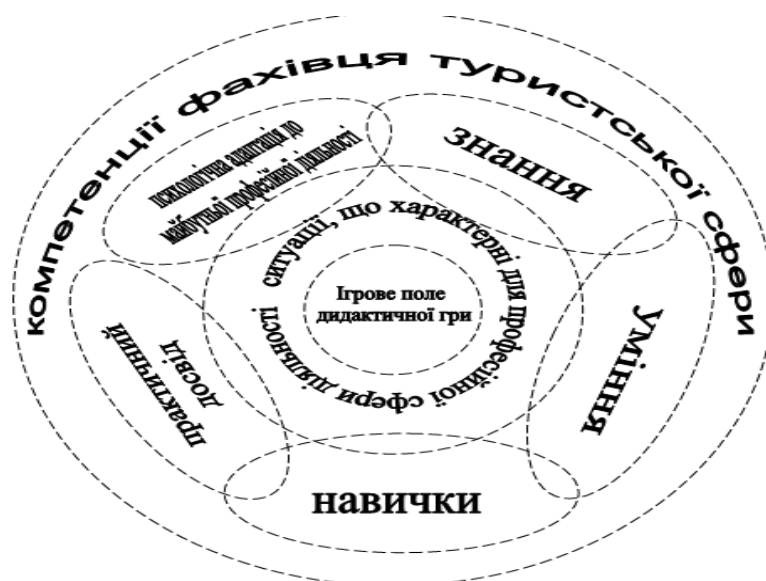 компетенції фахівця туристської сфери
психологічна адаптація до
майбутньої професійної діяльності
знання
ситуації, що характерні для професійної сфери діяльності
Ігрове поле
дидактичної гри
уміння
практичний
досвід
навички